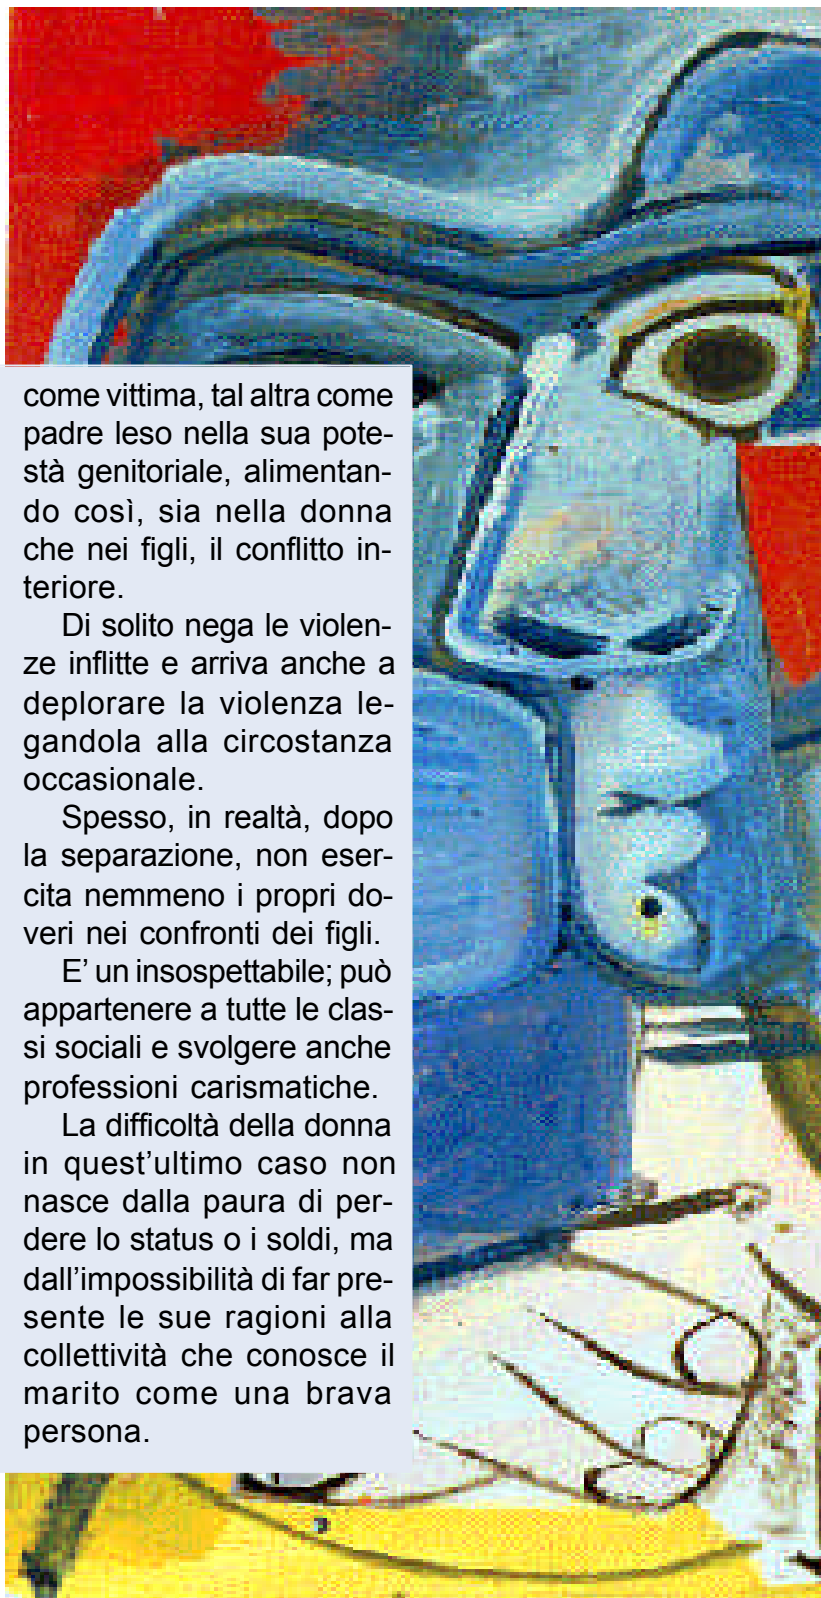 come vittima, tal altra come
padre leso nella sua pote-
stà genitoriale, alimentan-
do così, sia nella donna
che nei figli, il conflitto in-
teriore.
Di solito nega le violen-
ze inflitte e arriva anche a
deplorare la violenza le-
gandola alla circostanza
occasionale.
Spesso, in realtà, dopo
la separazione, non eser-
cita nemmeno i propri do-
veri nei confronti dei figli.
E’ un insospettabile; può
appartenere a tutte le clas-
si sociali e svolgere anche
professioni carismatiche.
La difficoltà della donna
in quest’ultimo caso non
nasce dalla paura di per-
dere lo status o i soldi, ma
dall’impossibilità di far pre-
sente le sue ragioni alla
collettività che conosce il
marito come una brava
persona.